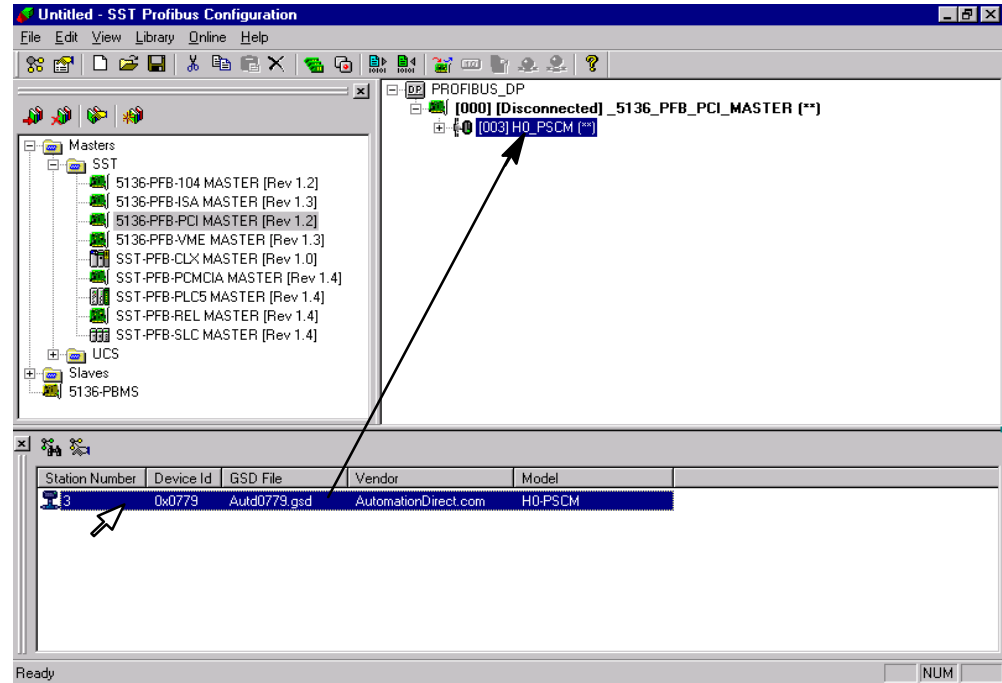 Untitled - SST Profibus Configuration
File Edit View Library Online Help
Masters
SST
5136-PFB-104 MASTER [Rev 1.2]
5136-PFB-ISA MASTER [Rev 1.3]
5136-PFB-PCI MASTER [Rev 1.2]
5136-PFB-VME MASTER [Rev 1.3]
SST-PFB-CLX MASTER [Rev 1.0]
SST-PFB-PCMCIA MASTER [Rev 1.4]
SST-PFB-PLC5 MASTER [Rev 1.4]
SST-PFB-REL MASTER [Rev 1.4]
SST-PFB-SLC MASTER [Rev 1.4]
UCS
Slaves
5136-PBMS
DP PROFIBUS_DP
[000] [Disconnected] _5136_PFB_PCI_MASTER (**)
[003] H0_PSCM (**)
Station Number Device Id GSD File Vendor Model
3 0x0779 Autd0779.gsd AutomationDirect.com H0-PSCM
Ready NUM